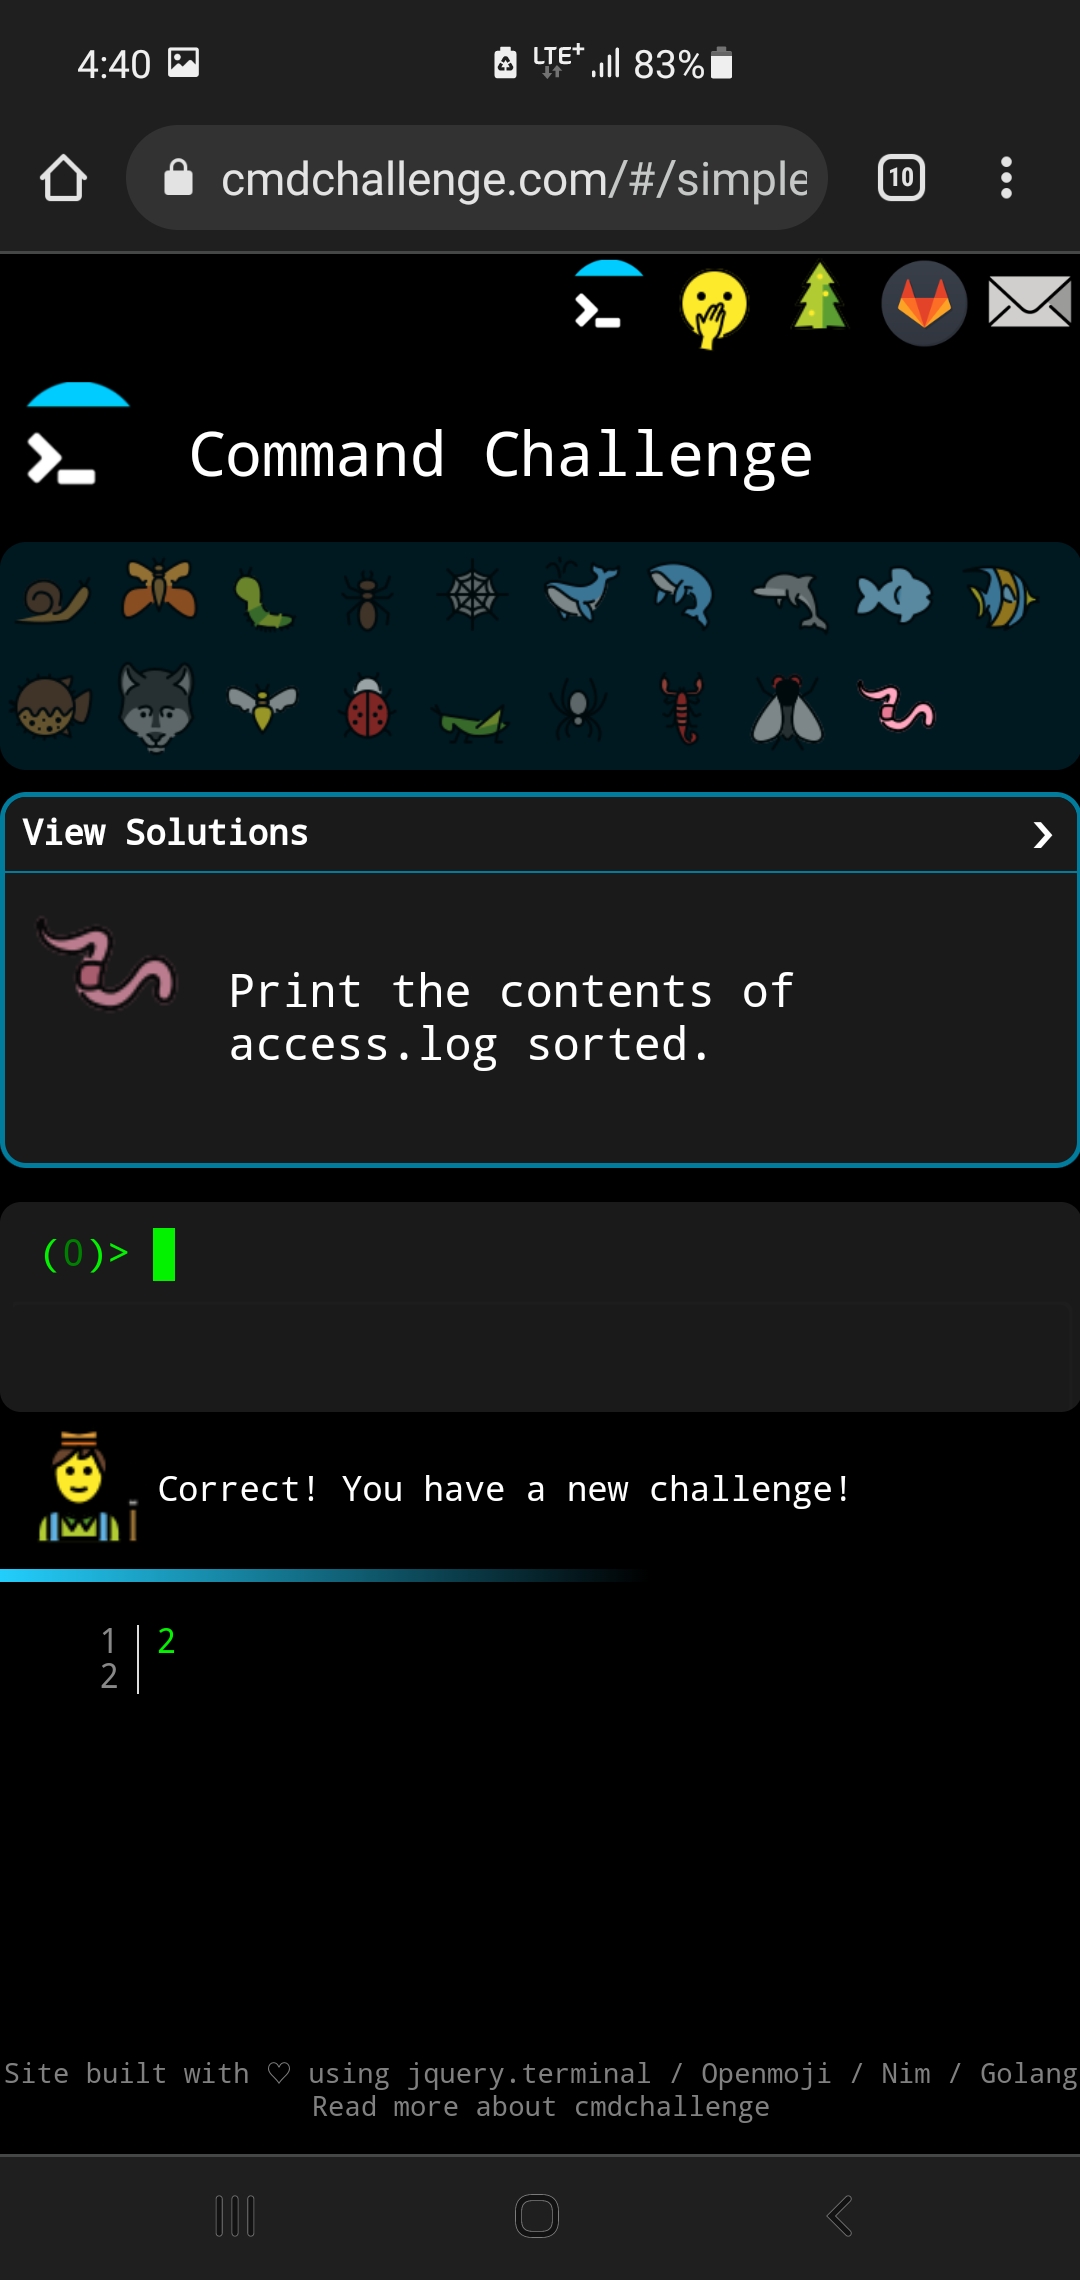 4:40 LTE+ 83%
cmdchallenge.com/#/simple 10
Command Challenge
View Solutions
Print the contents of
access.log sorted.
(0)>
Correct! You have a new challenge!
1 2
2
Site built with ♡ using jquery.terminal / Openmoji / Nim / Golang
Read more about cmdchallenge